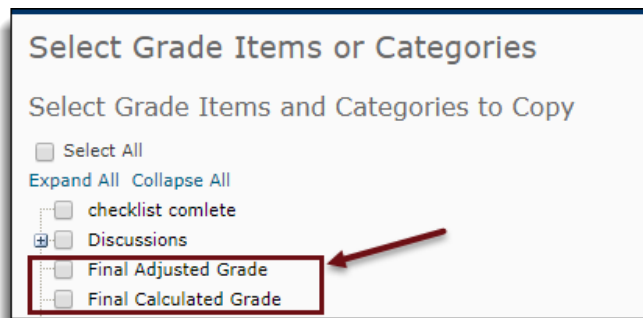 Select Grade Items or Categories
Select Grade Items and Categories to Copy
Select All
Expand All Collapse All
checklist comlete
Discussions
Final Adjusted Grade
Final Calculated Grade